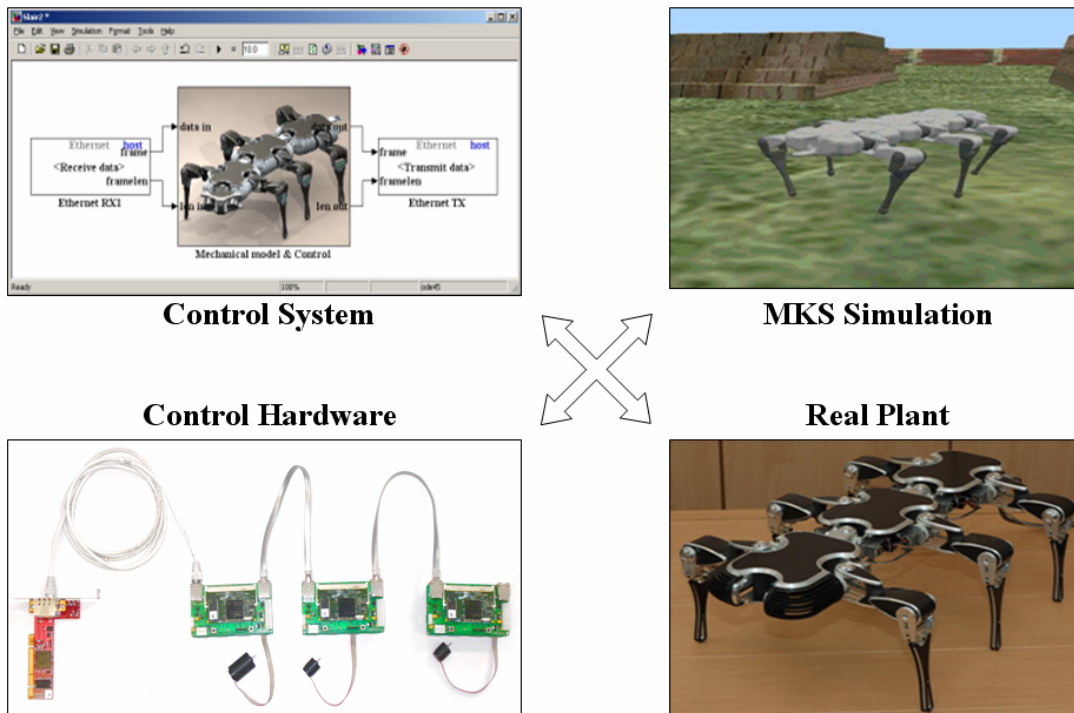 Slair2 *
File Edit View Simulation Format Tools Help
10.0
data in
data out
Ethernet host
frame
<Receive data>
framelen
Ethernet RX1
len in
len out
Ethernet host
frame
<Transmit data>
framelen
Ethernet TX
Mechanical model & Control
Ready
100%
ode45
Control System
MKS Simulation
Control Hardware
Real Plant